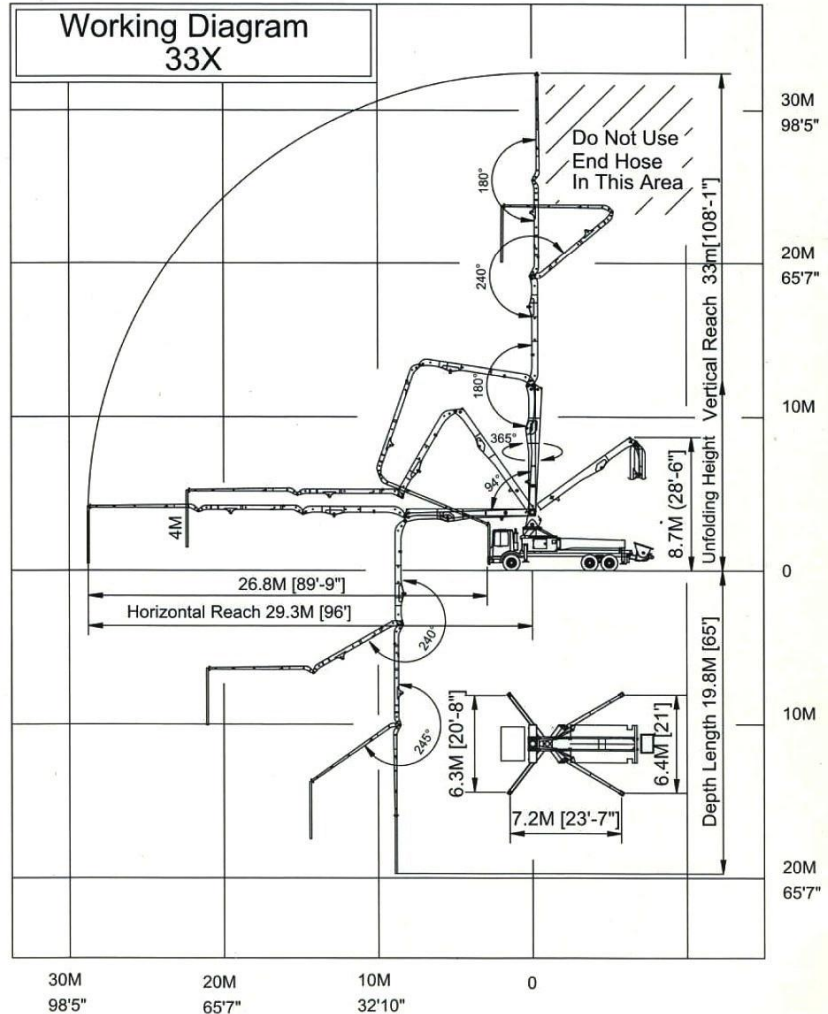 Working Diagram
33X
30M
98'5"
Do Not Use
End Hose
In This Area
180°
20M
65'7"
240°
Vertical Reach 33m[108'-1"]
180°
10M
365°
94°
4M
8.7M (28'-6")
Unfolding Height
26.8M [89'-9"]
0
Horizontal Reach 29.3M [96']
240°
245°
6.3M [20'-8"]
6.4M [21']
7.2M [23'-7"]
Depth Length 19.8M [65']
10M
20M
65'7"
30M
98'5"
20M
65'7"
10M
32'10"
0